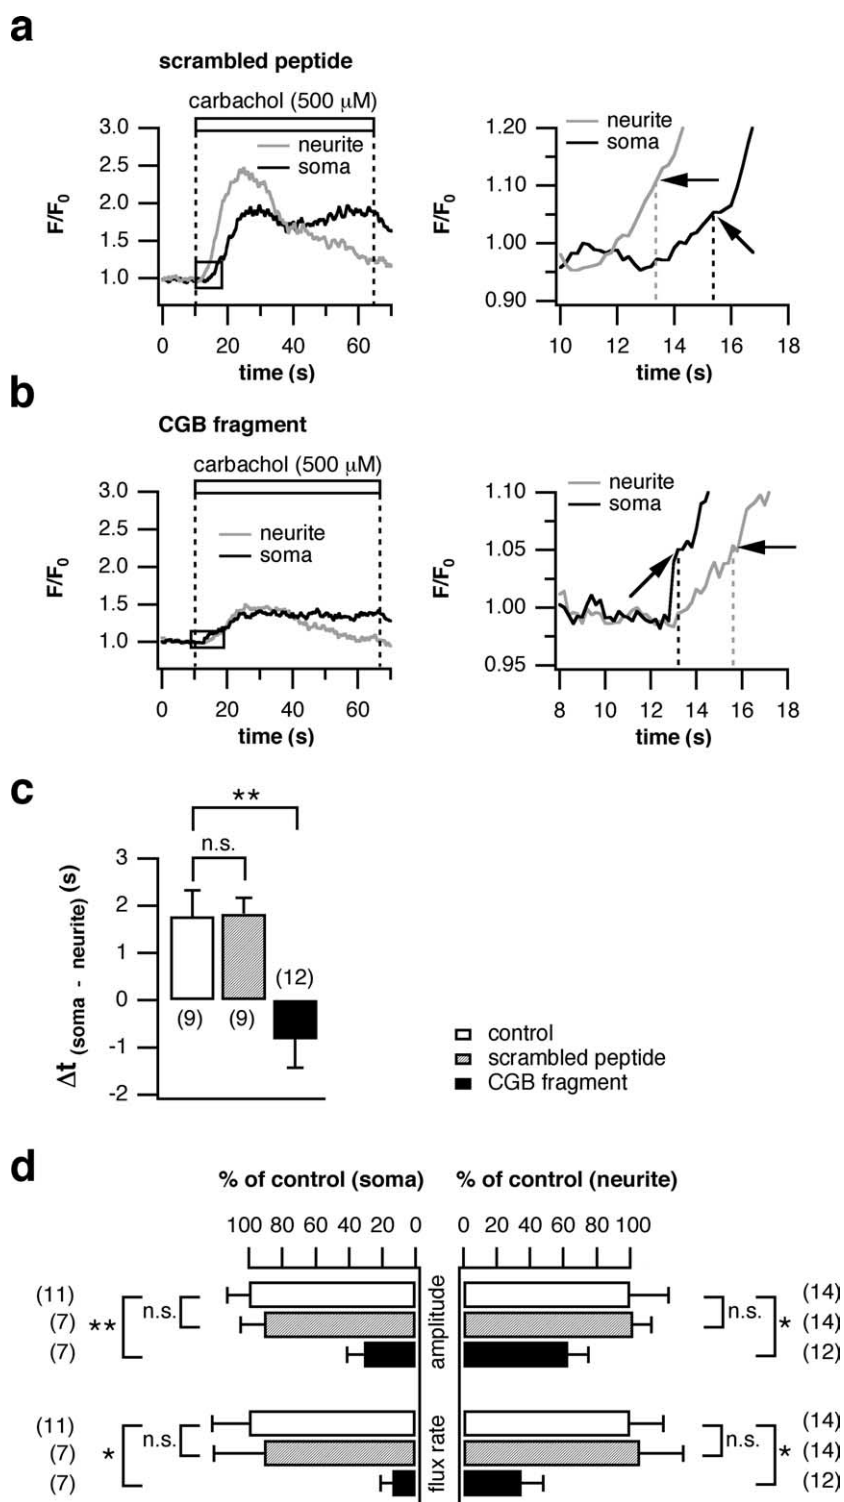 a
scrambled peptide
carbachol (500 µM)
neurite
soma
3.0
2.5
2.0
1.5
1.0
F/F0
0 20 40 60
time (s)
neurite
soma
1.20
1.10
1.00
0.90
F/F0
10 12 14 16 18
time (s)
b
CGB fragment
carbachol (500 µM)
neurite
soma
3.0
2.5
2.0
1.5
1.0
F/F0
0 20 40 60
time (s)
neurite
soma
1.10
1.05
1.00
0.95
F/F0
8 10 12 14 16 18
time (s)
c
**
n.s.
3
2
1
0
-1
-2
Δt (soma - neurite) (s)
(9) (9) (12)
control
scrambled peptide
CGB fragment
d
% of control (soma) % of control (neurite)
100 80 60 40 20 0 0 20 40 60 80 100
amplitude
(11)
(7)
(7)
**
n.s.
n.s.
*
(14)
(14)
(12)
flux rate
(11)
(7)
(7)
*
n.s.
n.s.
*
(14)
(14)
(12)